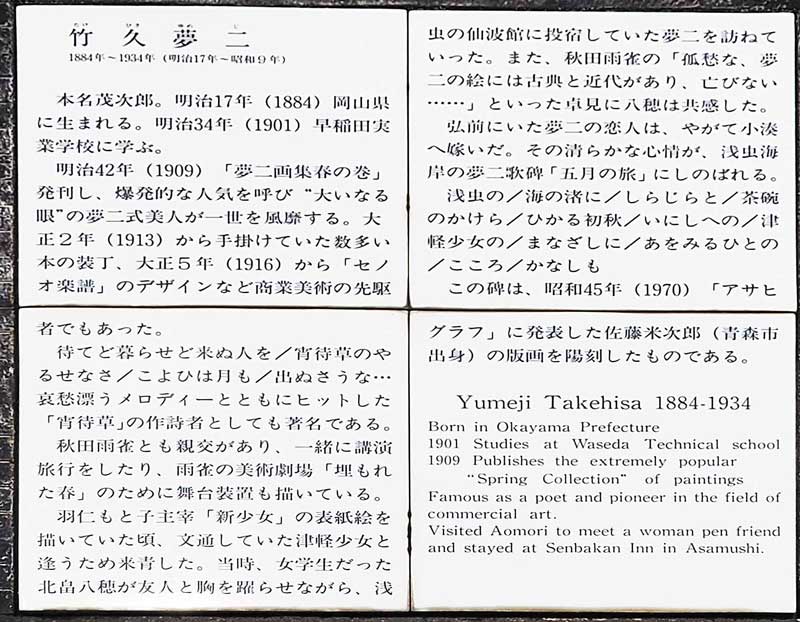 たけ ひさ ゆめ じ
竹久夢二
1884年～1934年（明治17年～昭和9年）
本名茂次郎。明治17年（1884）岡山県
に生まれる。明治34年（1901）早稲田実
業学校に学ぶ。
明治42年（1909）「夢二画集春の巻」
発刊し、爆発的な人気を呼び“大いなる
眼”の夢二式美人が一世を風靡する。大
正２年（1913）から手掛けていた数多い
本の装丁、大正５年（1916）から「セノ
オ楽譜」のデザインなど商業美術の先駆
者でもあった。
待てど暮らせど来ぬ人を／宵待草のや
るせなさ／こよひは月も／出ぬさうな…
哀愁漂うメロディーとともにヒットした
「宵待草」の作詩者としても著名である。
秋田雨雀とも親交があり、一緒に講演
旅行をしたり、雨雀の美術劇場「埋もれ
た春」のために舞台装置も描いている。
羽仁もと子主宰「新少女」の表紙絵を
描いていた頃、文通していた津軽少女と
逢うため来青した。当時、女学生だった
北畠八穂が友人と胸を躍らせながら、浅
虫の仙波館に投宿していた夢二を訪ねて
いった。また、秋田雨雀の「孤愁な、夢
二の絵には古典と近代があり、亡びない
……」といった卓見に八穂は共感した。
弘前にいた夢二の恋人は、やがて小湊
へ嫁いだ。その清らかな心情が、浅虫海
岸の夢二歌碑「五月の旅」にしのばれる。
浅虫の／海の渚に／しらじらと／茶碗
のかけら／ひかる初秋／いにしへの／津
軽少女の／まなざしに／あをみるひとの
／こころ／かなしも
この碑は、昭和45年（1970）「アサヒ
グラフ」に発表した佐藤米次郎（青森市
出身）の版画を陽刻したものである。
Yumeji Takehisa 1884-1934
Born in Okayama Prefecture
1901 Studies at Waseda Technical school
1909 Publishes the extremely popular
“Spring Collection” of paintings
Famous as a poet and pioneer in the field of
commercial art.
Visited Aomori to meet a woman pen friend
and stayed at Senbakan Inn in Asamushi.